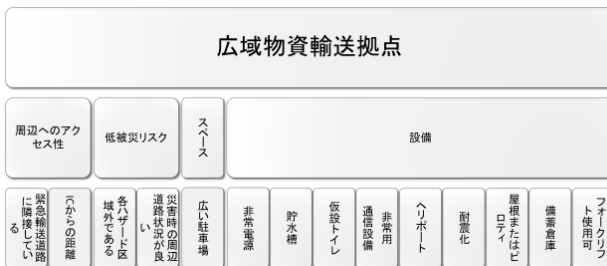 広域物資輸送拠点
周辺へのアク
セス性
低被災リスク
スペース
設備
緊急輸送道路
に隣接してい
る
ICからの距離
各ハザード区
域外である
災害時の周辺
道路状況が良
い
広い駐車場
非常電源
貯水槽
仮設トイレ
非常用
通信設備
ヘリポート
耐震化
屋根またはピ
ロティ
備蓄倉庫
フォークリフ
ト使用可